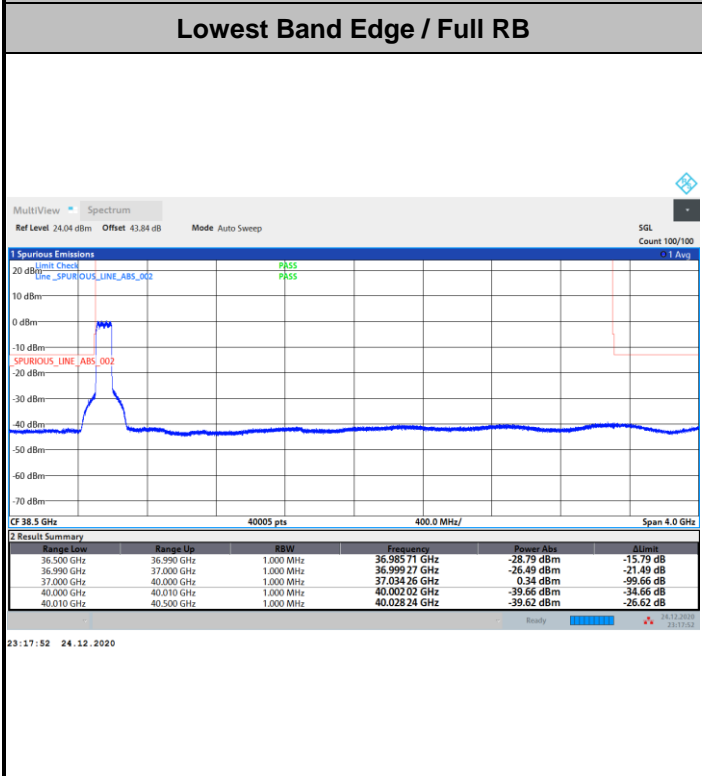 Lowest Band Edge / Full RB
MultiView Spectrum
Ref Level 24.04 dBm Offset 43.84 dB Mode Auto Sweep SGL
Count 100/100
1 Spurious Emissions 1 Avg
Limit Check PASS
20 dBm
Line _SPURIOUS_LINE_ABS_002 PASS
10 dBm
0 dBm
-10 dBm
_SPURIOUS_LINE_ABS_002
-20 dBm
-30 dBm
-40 dBm
-50 dBm
-60 dBm
-70 dBm
CF 38.5 GHz 40005 pts 400.0 MHz/ Span 4.0 GHz
2 Result Summary
Range Low Range Up RBW Frequency Power Abs ΔLimit
36.500 GHz 36.990 GHz 1.000 MHz 36.985 71 GHz -28.79 dBm -15.79 dB
36.990 GHz 37.000 GHz 1.000 MHz 36.999 27 GHz -26.49 dBm -21.49 dB
37.000 GHz 40.000 GHz 1.000 MHz 37.034 26 GHz 0.34 dBm -99.66 dB
40.000 GHz 40.010 GHz 1.000 MHz 40.002 02 GHz -39.66 dBm -34.66 dB
40.010 GHz 40.500 GHz 1.000 MHz 40.028 24 GHz -39.62 dBm -26.62 dB
Ready 24.12.2020
23:17:52
23:17:52 24.12.2020